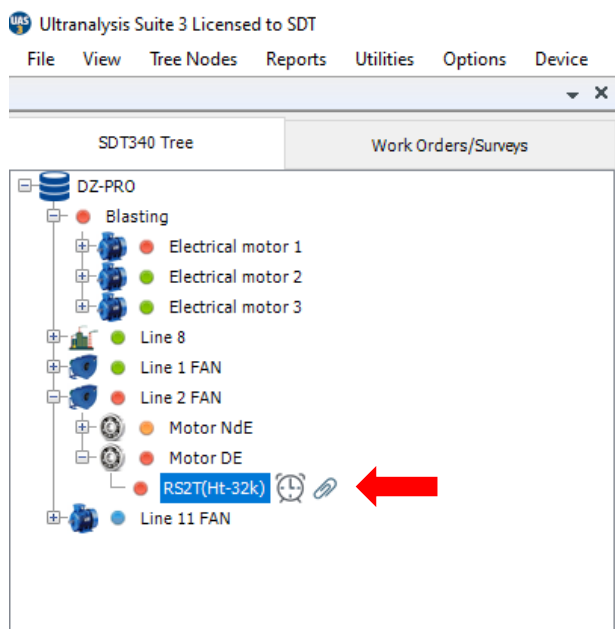 UAS 3 Ultranalysis Suite 3 Licensed to SDT
File View Tree Nodes Reports Utilities Options Device
SDT340 Tree Work Orders/Surveys
DZ-PRO
Blasting
Electrical motor 1
Electrical motor 2
Electrical motor 3
Line 8
Line 1 FAN
Line 2 FAN
Motor NdE
Motor DE
RS2T(Ht-32k)
Line 11 FAN